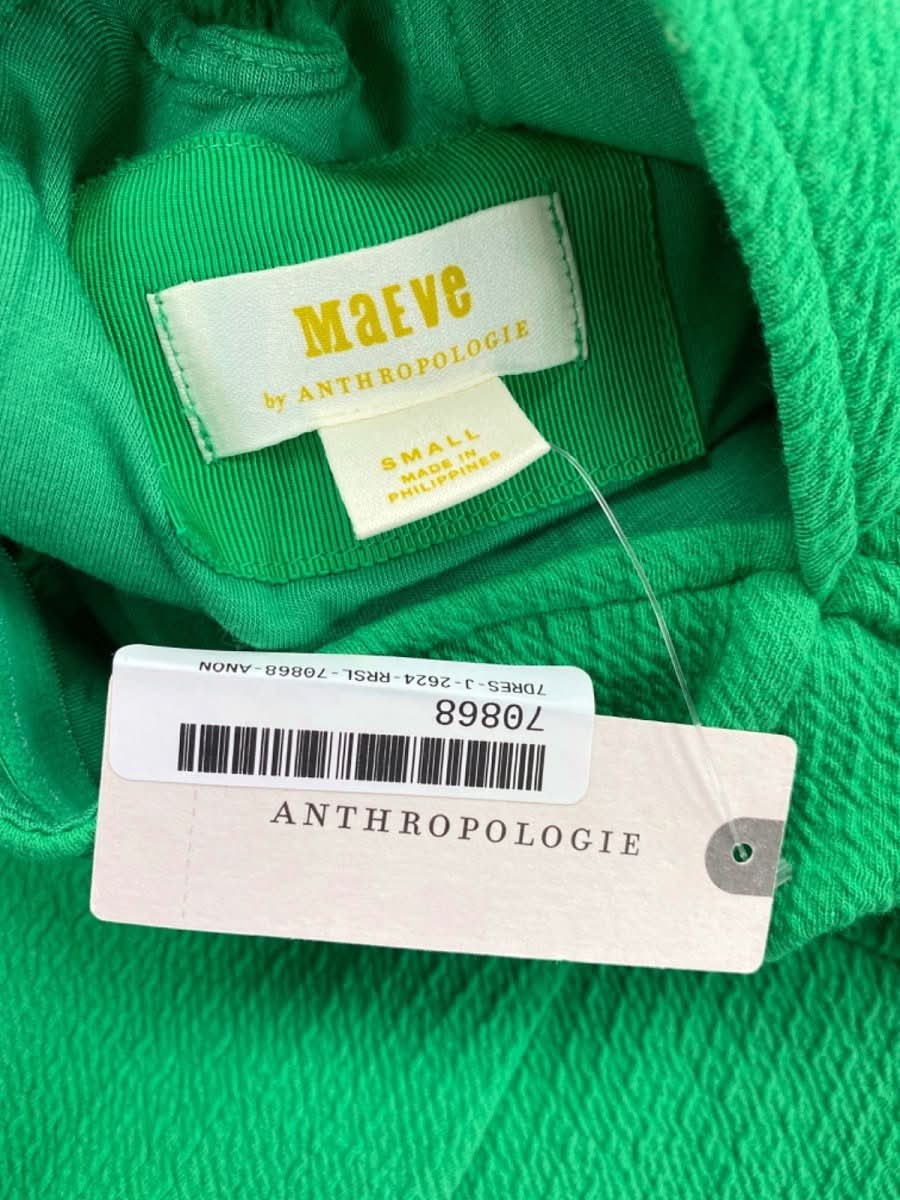 MaEve
by ANTHROPOLOGIE
SMALL
MADE IN
PHILIPPINES
7DRES-J-2624-RRSL-70868-ANON
70868
ANTHROPOLOGIE